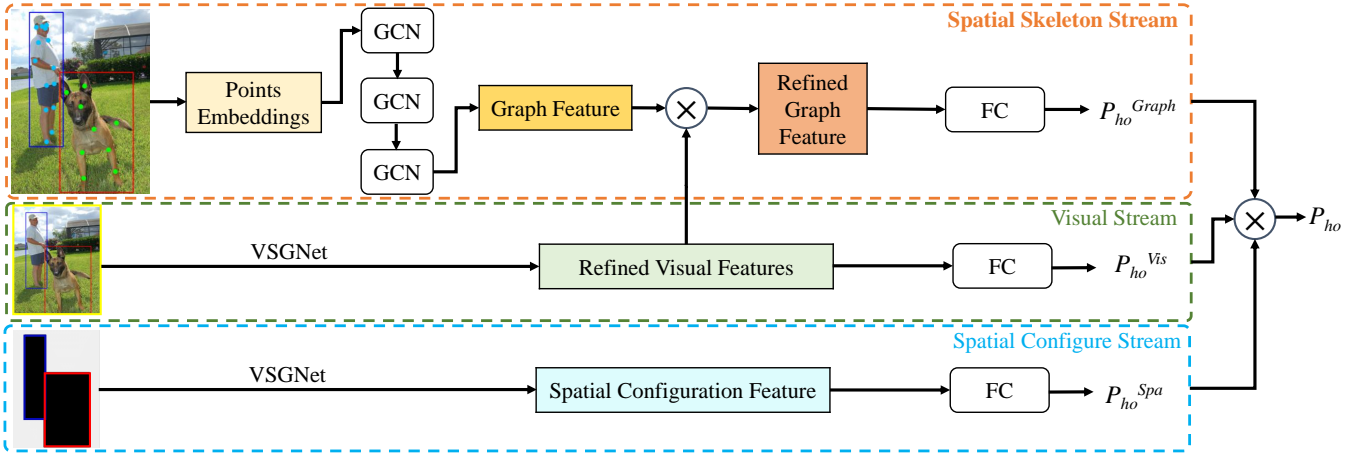 Spatial Skeleton Stream
GCN
GCN
GCN
Points
Embeddings
Graph Feature
Refined
Graph
Feature
FC
P_ho^Graph
Visual Stream
VSGNet
Refined Visual Features
FC
P_ho^Vis
P_ho
Spatial Configure Stream
VSGNet
Spatial Configuration Feature
FC
P_ho^Spa